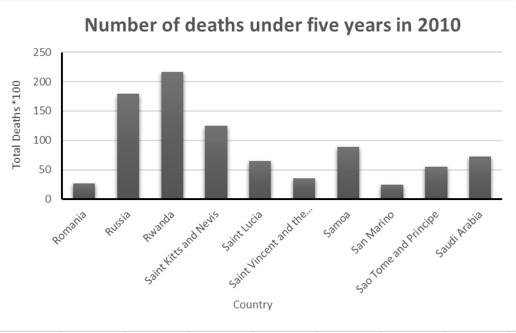 Number of deaths under five years in 2010
Total Deaths *100
250
200
150
100
50
0
Romania
Russia
Rwanda
Saint Kitts and Nevis
Saint Lucia
Saint Vincent and the...
Samoa
San Marino
Sao Tome and Principe
Saudi Arabia
Country